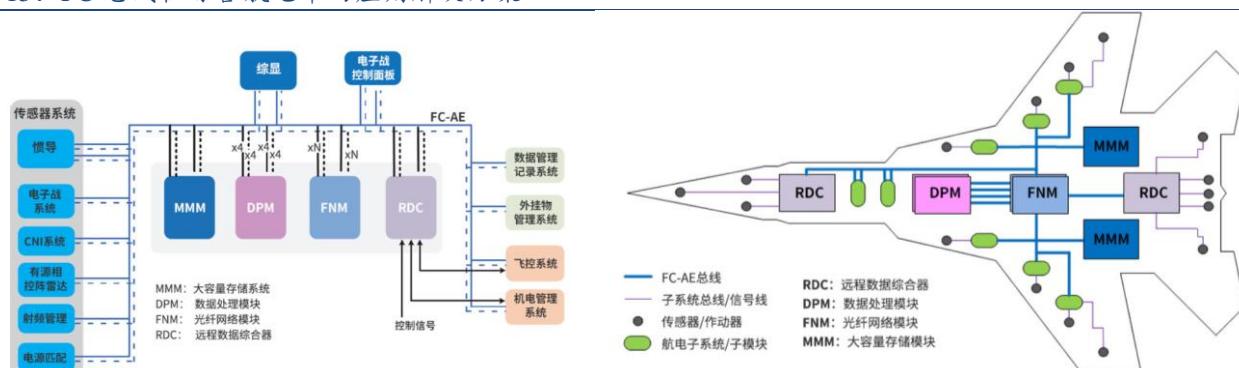 综显
电子战
控制面板
FC-AE
传感器系统
惯导
电子战
系统
CNI系统
有源相
控阵雷达
射频管理
电源匹配
x4
x4
x4
x4
xN
xN
MMM
DPM
FNM
RDC
数据管理
记录系统
外挂物
管理系统
飞控系统
机电管理
系统
控制信号
MMM：大容量存储系统
DPM：数据处理模块
FNM：光纤网络模块
RDC：远程数据综合器
RDC
DPM
FNM
RDC
MMM
MMM
FC-AE总线
子系统总线/信号线
传感器/作动器
航电子系统/子模块
RDC：远程数据综合器
DPM：数据处理模块
FNM：光纤网络模块
MMM：大容量存储模块